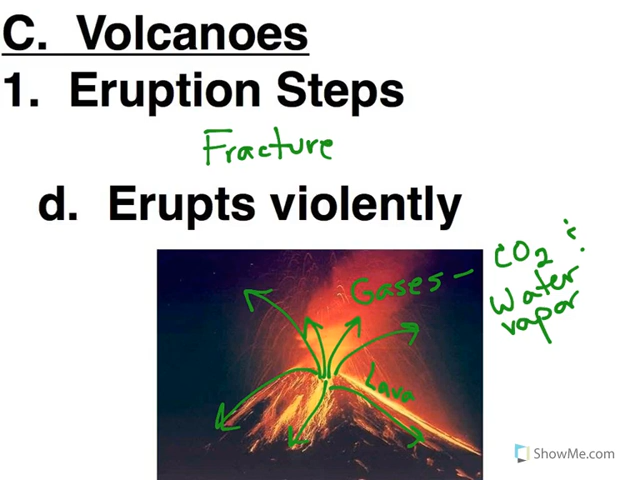 C. Volcanoes
1. Eruption Steps
Fracture
d. Erupts violently
Gases – CO2 &
Water
vapor
Lava
ShowMe.com